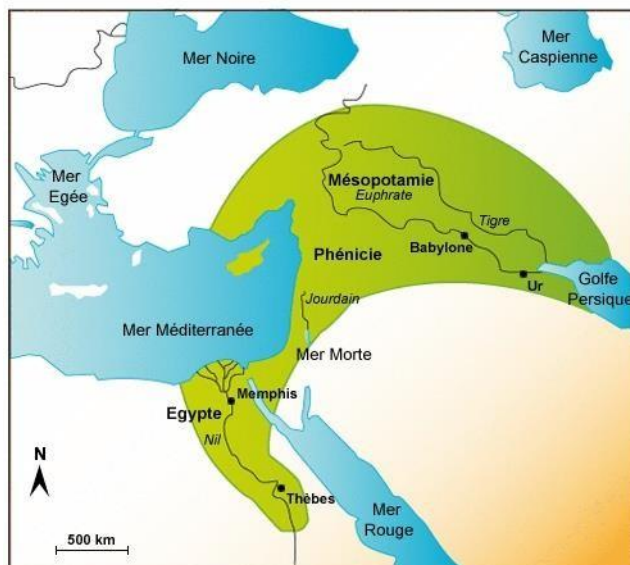 Mer Noire
Mer
Caspienne
Mer
Egée
Mésopotamie
Euphrate
Tigre
Babylone
Phénicie
Ur
Golfe
Persique
Jourdain
Mer Méditerranée
Mer Morte
Memphis
Egypte
Nil
N
Thèbes
Mer
Rouge
500 km